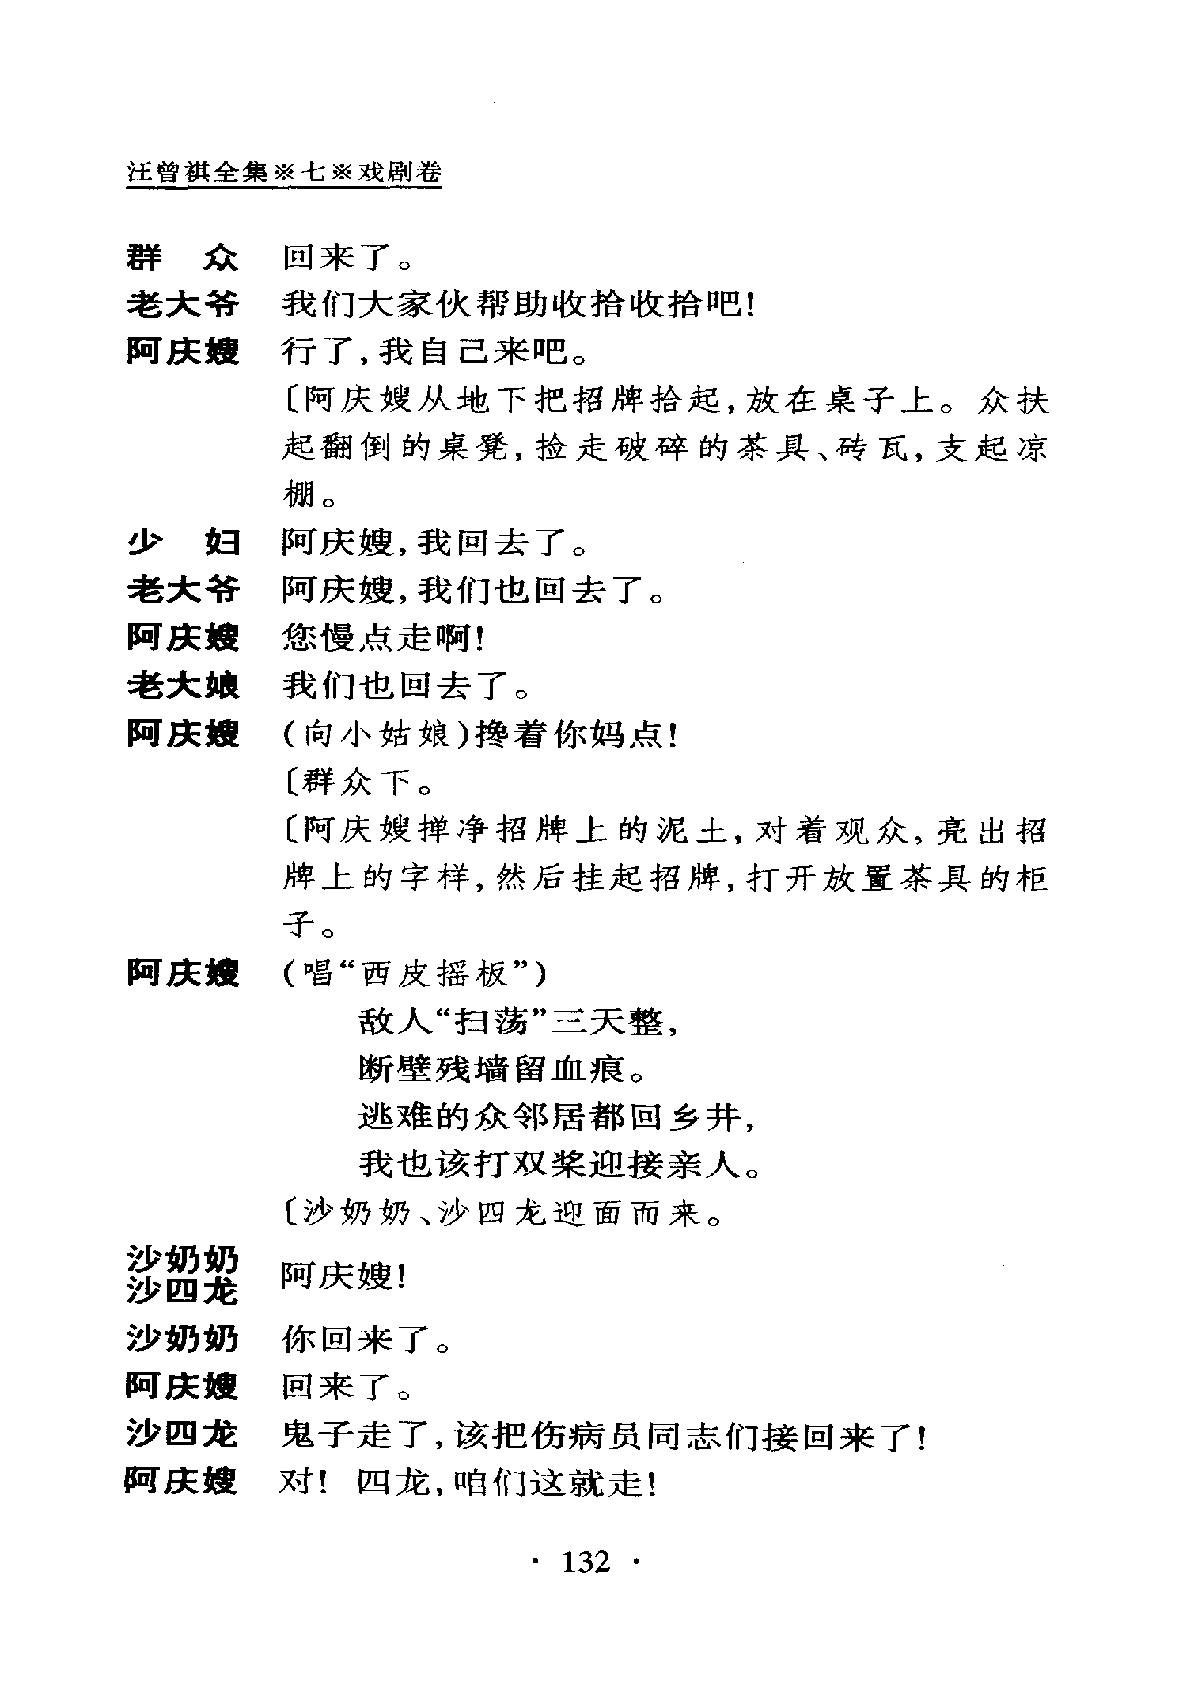 汪曾祺全集※七※戏剧卷
群　众　回来了。
老大爷　我们大家伙帮助收拾收拾吧!
阿庆嫂　行了,我自己来吧。
〔阿庆嫂从地下把招牌拾起,放在桌子上。众扶
起翻倒的桌凳,捡走破碎的茶具、砖瓦,支起凉
棚。
少　妇　阿庆嫂,我回去了。
老大爷　阿庆嫂,我们也回去了。
阿庆嫂　您慢点走啊!
老大娘　我们也回去了。
阿庆嫂　(向小姑娘)搀着你妈点!
〔群众下。
〔阿庆嫂掸净招牌上的泥土,对着观众,亮出招
牌上的字样,然后挂起招牌,打开放置茶具的柜
子。
阿庆嫂　(唱“西皮摇板”)
敌人“扫荡”三天整,
断壁残墙留血痕。
逃难的众邻居都回乡井,
我也该打双桨迎接亲人。
〔沙奶奶、沙四龙迎面而来。
沙奶奶
沙四龙　阿庆嫂!
沙奶奶　你回来了。
阿庆嫂　回来了。
沙四龙　鬼子走了,该把伤病员同志们接回来了!
阿庆嫂　对! 四龙,咱们这就走!
· 132 ·